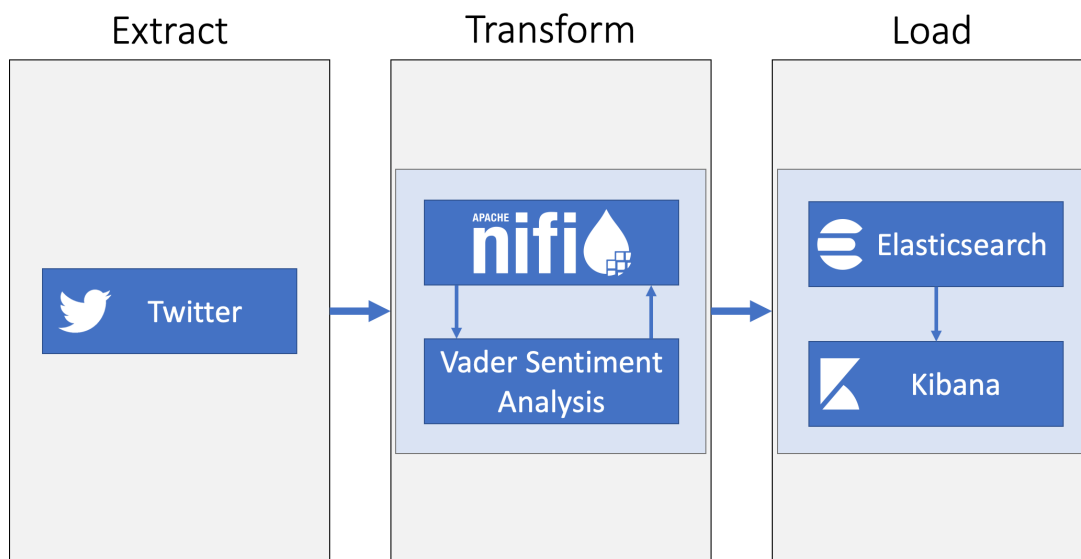 Extract
Transform
Load
Twitter
APACHE
nifi
Vader Sentiment
Analysis
Elasticsearch
Kibana